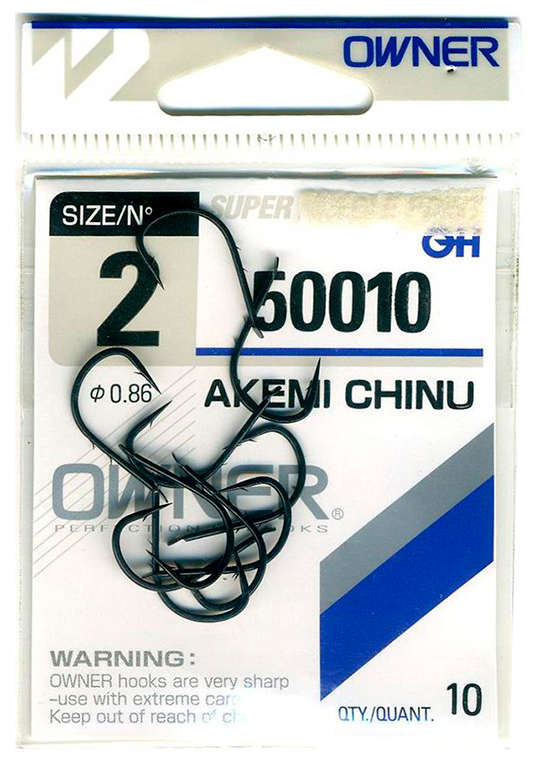 OWNER
SIZE/N°
2
SUPER
50010
ø 0.86
AKEMI CHINU
OWNER®
PERFECTION HOOKS
WARNING:
OWNER hooks are very sharp
-use with extreme care
Keep out of reach of
QTY./QUANT. 10